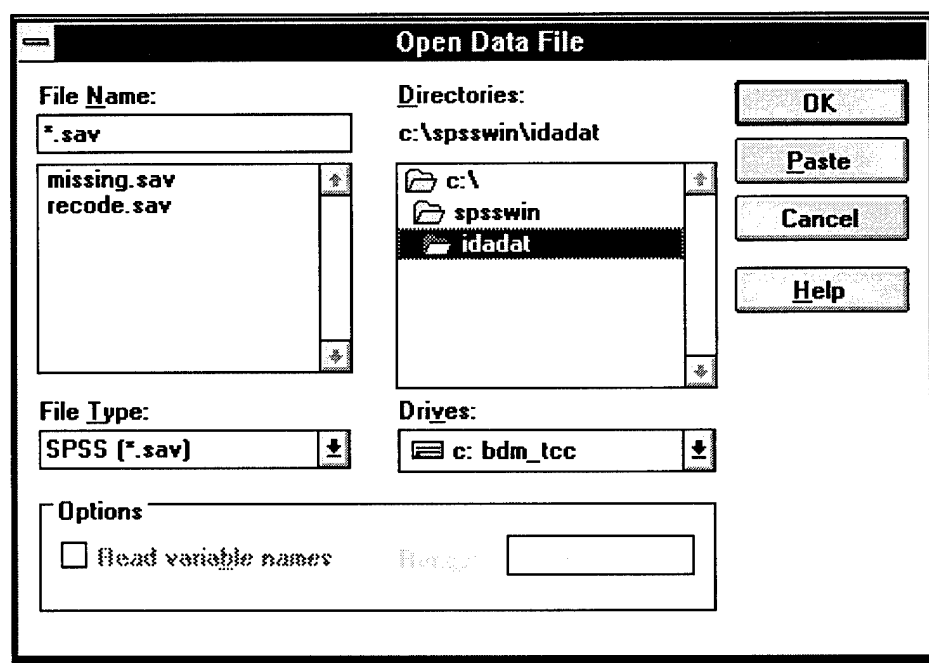 Open Data File
File Name:
*.sav
missing.sav
recode.sav
File Type:
SPSS (*.sav)
Directories:
c:\spsswin\idadat
c:\
spsswin
idadat
Drives:
c: bdm_tcc
OK
Paste
Cancel
Help
Options
Read variable names